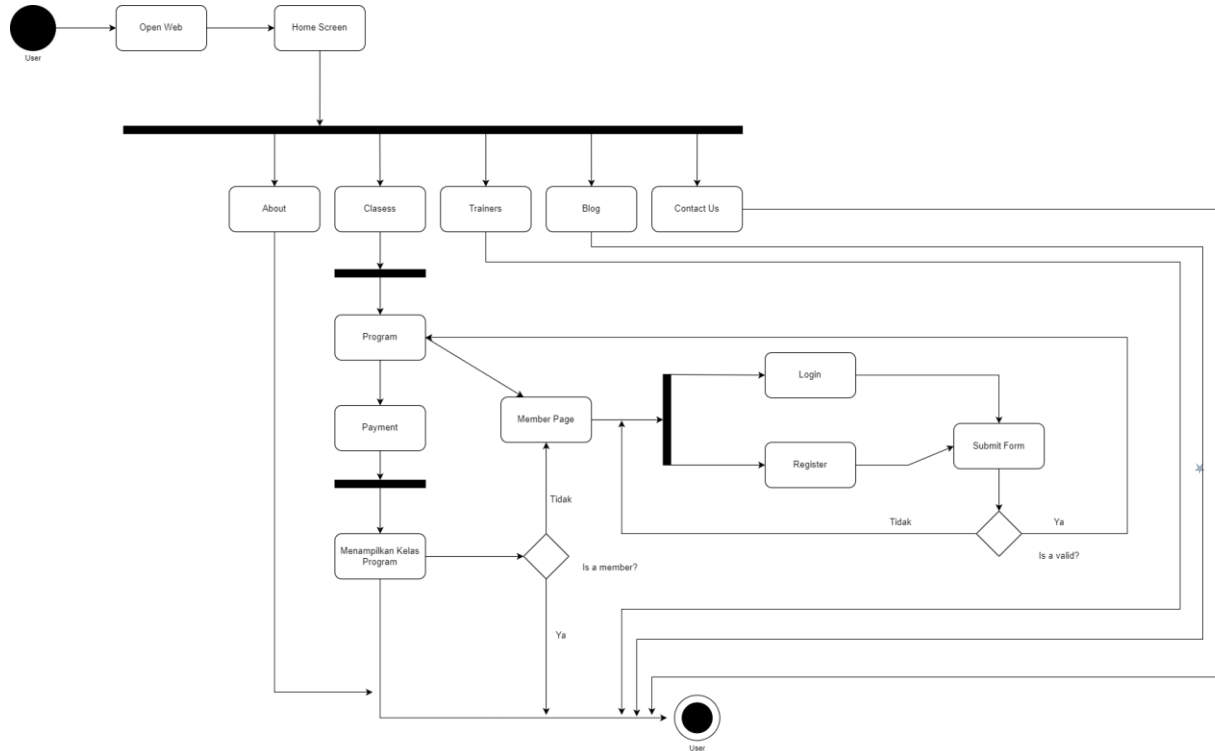 Open Web
Home Screen
User
About
Clasess
Trainers
Blog
Contact Us
Program
Login
Member Page
Payment
Submit Form
Register
Tidak
Tidak
Ya
Menampilkan Kelas
Program
Is a valid?
Is a member?
Ya
User